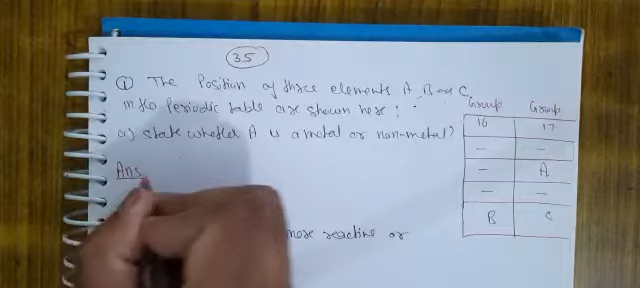 35
① The Position of three elements A, B and C,
in the Periodic table are shown here :
a) state whether A is a metal or non-metal?
Ans
more reactive or
Group Group
16 17
- -
- A
- -
B C